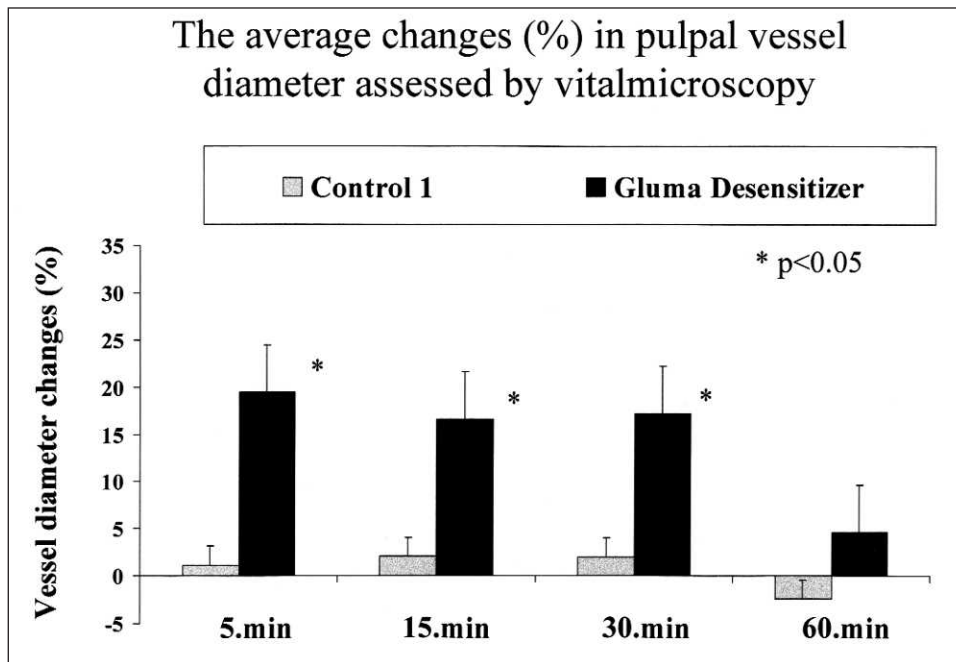 The average changes (%) in pulpal vessel
diameter assessed by vitalmicroscopy
Control 1 Gluma Desensitizer
* p<0.05
Vessel diameter changes (%)
35
30
25
20
15
10
5
0
-5
*
*
*
5.min 15.min 30.min 60.min